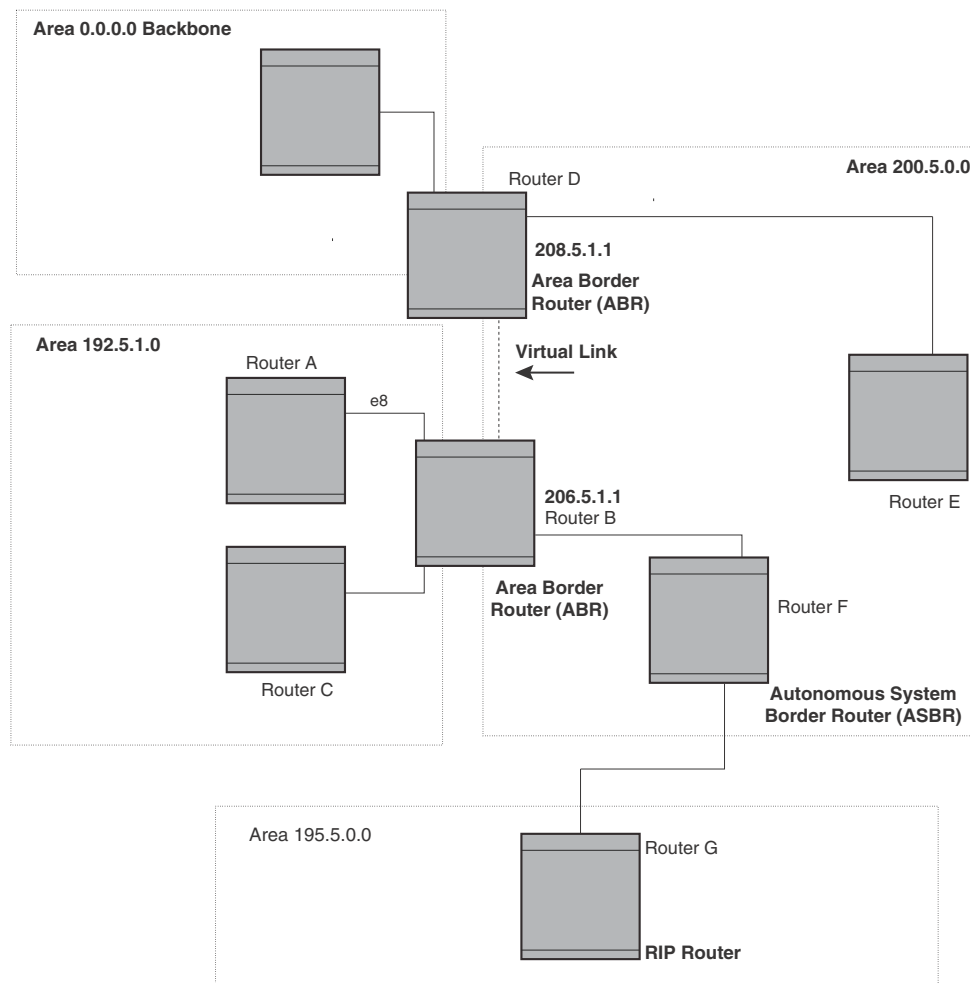 Area 0.0.0.0 Backbone
Area 200.5.0.0
Router D
208.5.1.1
Area Border
Router (ABR)
Area 192.5.1.0
Virtual Link
Router A
e8
206.5.1.1
Router B
Router E
Area Border
Router (ABR)
Router F
Router C
Autonomous System
Border Router (ASBR)
Area 195.5.0.0
Router G
RIP Router